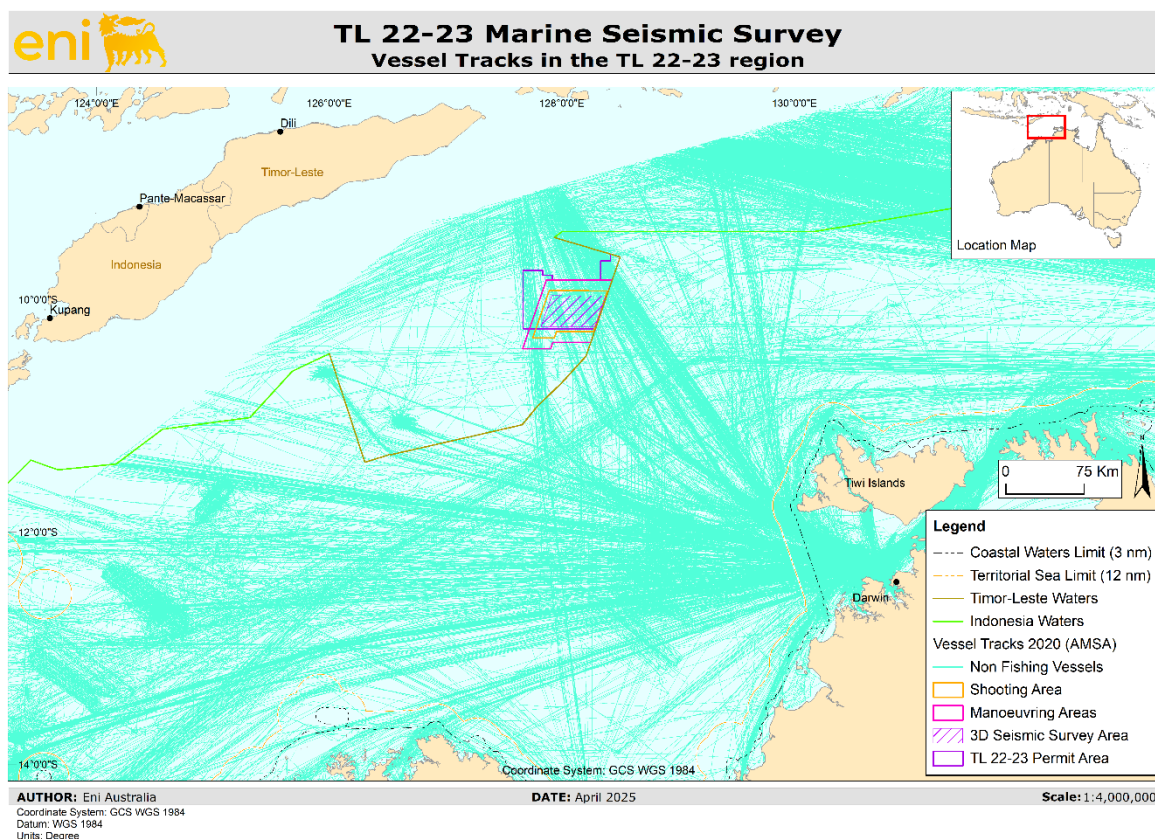 eni
TL 22-23 Marine Seismic Survey
Vessel Tracks in the TL 22-23 region
124°0'0"E
126°0'0"E
128°0'0"E
130°0'0"E
Dili
Timor-Leste
Pante-Macassar
Indonesia
Location Map
10°0'0"S
Kupang
Tiwi Islands
0 75 Km
N
12°0'0"S
Darwin
Legend
Coastal Waters Limit (3 nm)
Territorial Sea Limit (12 nm)
Timor-Leste Waters
Indonesia Waters
Vessel Tracks 2020 (AMSA)
Non Fishing Vessels
Shooting Area
Manoeuvring Areas
3D Seismic Survey Area
TL 22-23 Permit Area
14°0'0"S
Coordinate System: GCS WGS 1984
AUTHOR: Eni Australia
DATE: April 2025
Scale: 1:4,000,000
Coordinate System: GCS WGS 1984
Datum: WGS 1984
Units: Degree